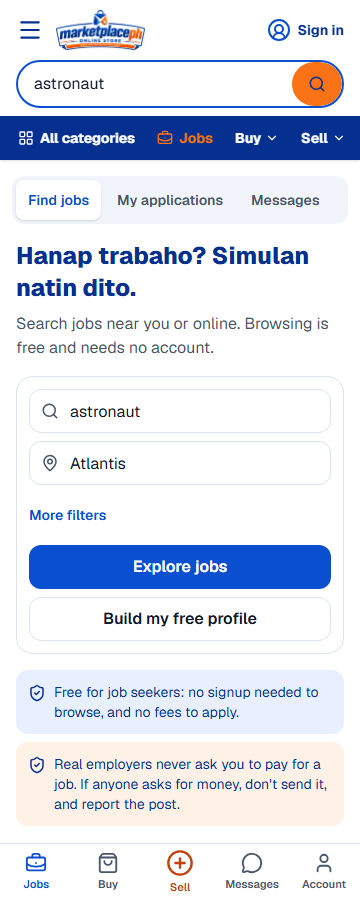 marketplaceph
ONLINE STORE
Sign in
astronaut
All categories
Jobs
Buy
Sell
Find jobs
My applications
Messages
Hanap trabaho? Simulan
natin dito.
Search jobs near you or online. Browsing is
free and needs no account.
astronaut
Atlantis
More filters
Explore jobs
Build my free profile
Free for job seekers: no signup needed to
browse, and no fees to apply.
Real employers never ask you to pay for a
job. If anyone asks for money, don't send it,
and report the post.
Jobs
Buy
Sell
Messages
Account